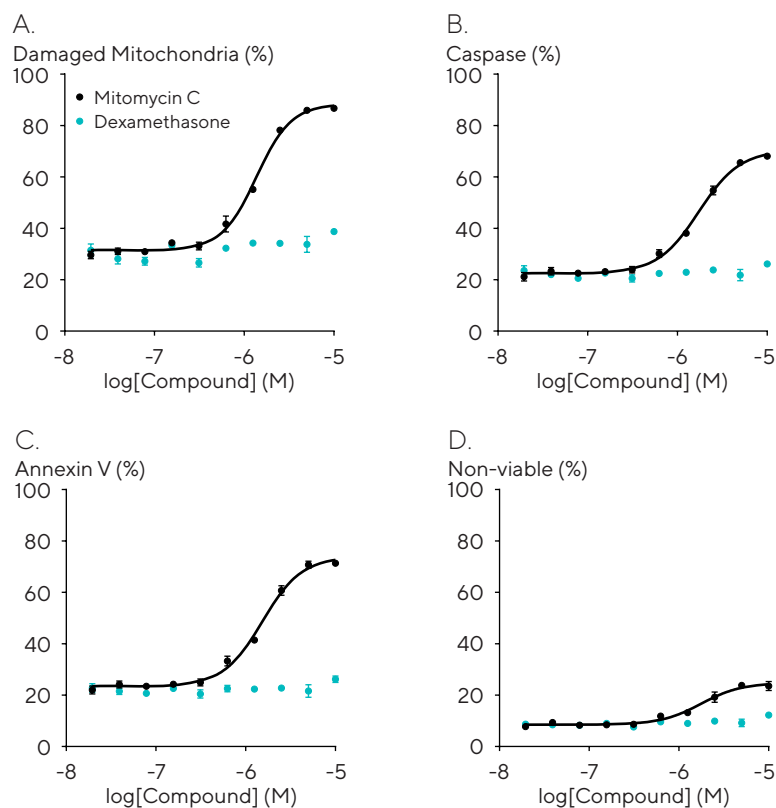 A.
Damaged Mitochondria (%)
100
80
60
40
20
0
Mitomycin C
Dexamethasone
-8
-7
-6
-5
log[Compound] (M)
B.
Caspase (%)
100
80
60
40
20
0
-8
-7
-6
-5
log[Compound] (M)
C.
Annexin V (%)
100
80
60
40
20
0
-8
-7
-6
-5
log[Compound] (M)
D.
Non-viable (%)
100
80
60
40
20
0
-8
-7
-6
-5
log[Compound] (M)